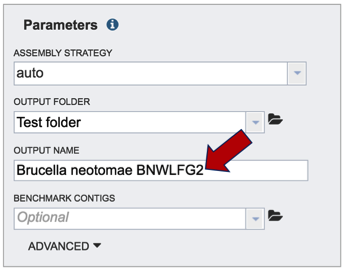 Parameters
ASSEMBLY STRATEGY
auto
OUTPUT FOLDER
Test folder
OUTPUT NAME
Brucella neotomae BNWLFG2
BENCHMARK CONTIGS
Optional
ADVANCED